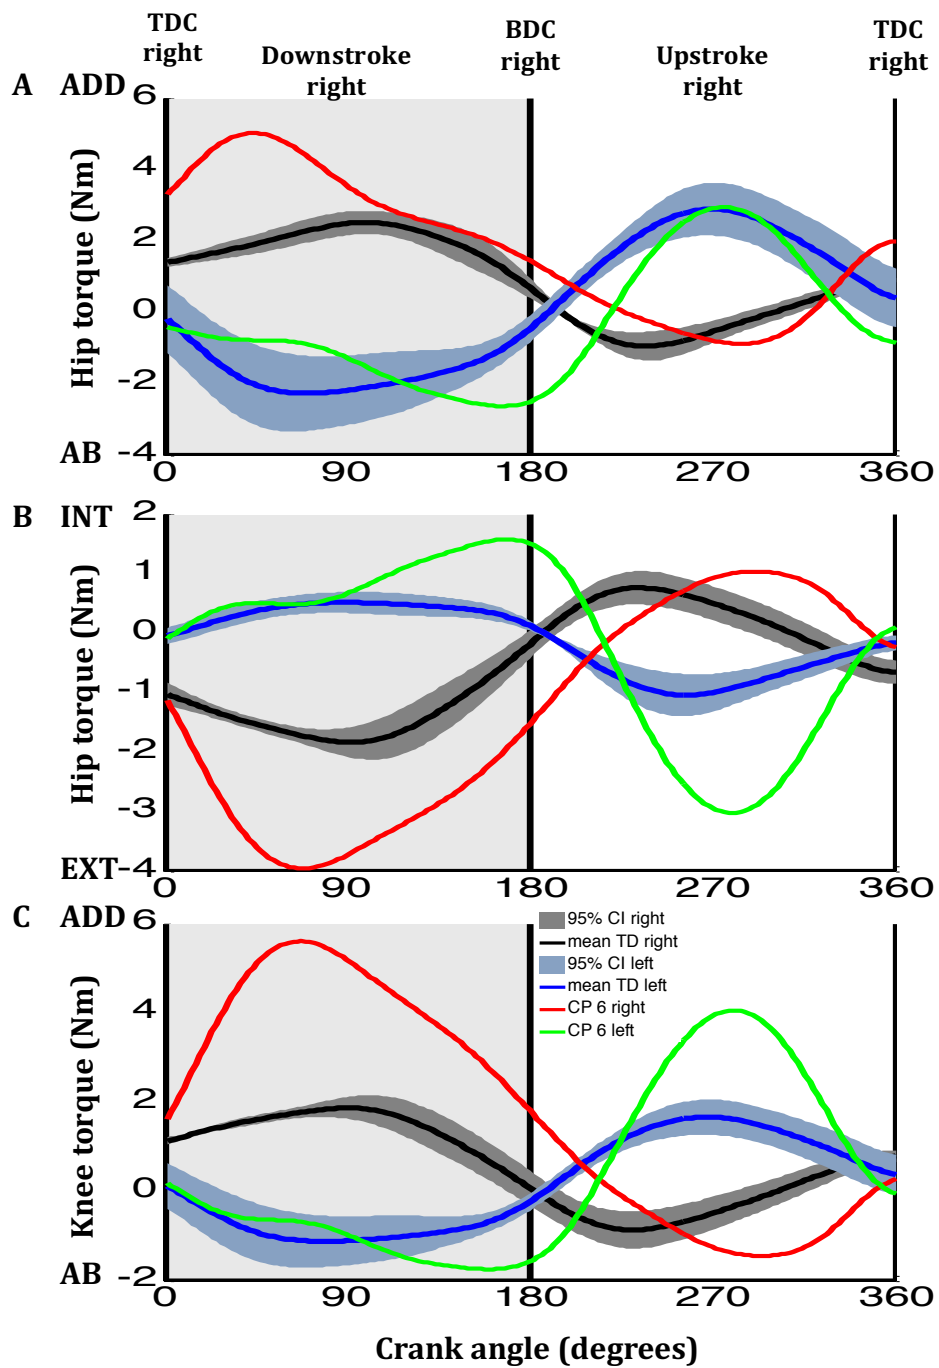 TDC
right
Downstroke
right
BDC
right
Upstroke
right
TDC
right
A ADD
6
4
2
0
-2
-4
AB
Hip torque (Nm)
0 90 180 270 360
B INT
2
1
0
-1
-2
-3
-4
EXT
Hip torque (Nm)
0 90 180 270 360
C ADD
6
4
2
0
-2
AB
Knee torque (Nm)
95% CI right
mean TD right
95% CI left
mean TD left
CP 6 right
CP 6 left
0 90 180 270 360
Crank angle (degrees)